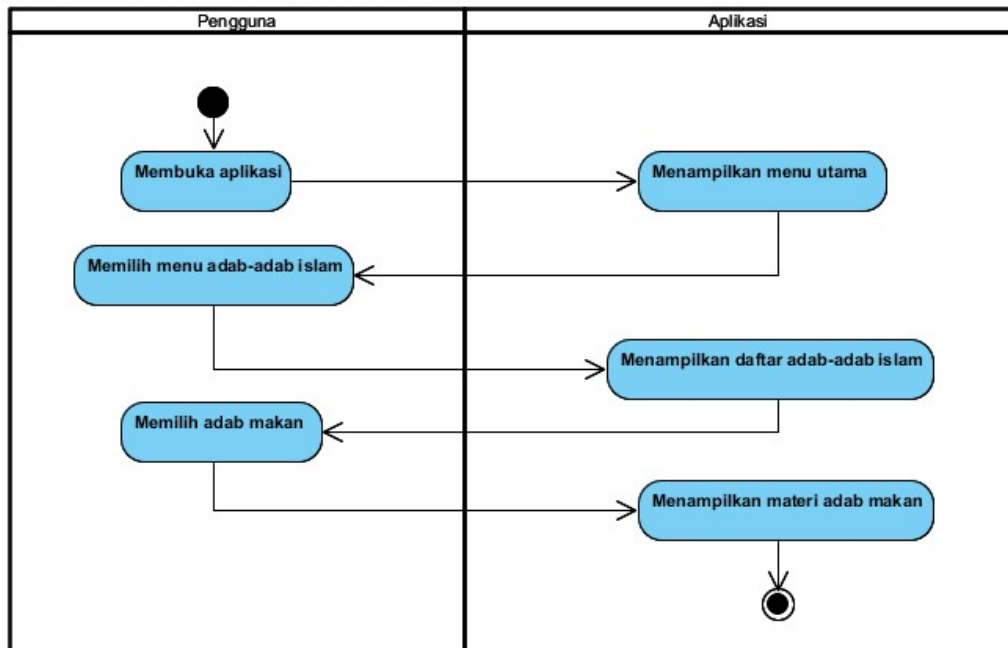 Pengguna
Aplikasi
Membuka aplikasi
Menampilkan menu utama
Memilih menu adab-adab islam
Menampilkan daftar adab-adab islam
Memilih adab makan
Menampilkan materi adab makan